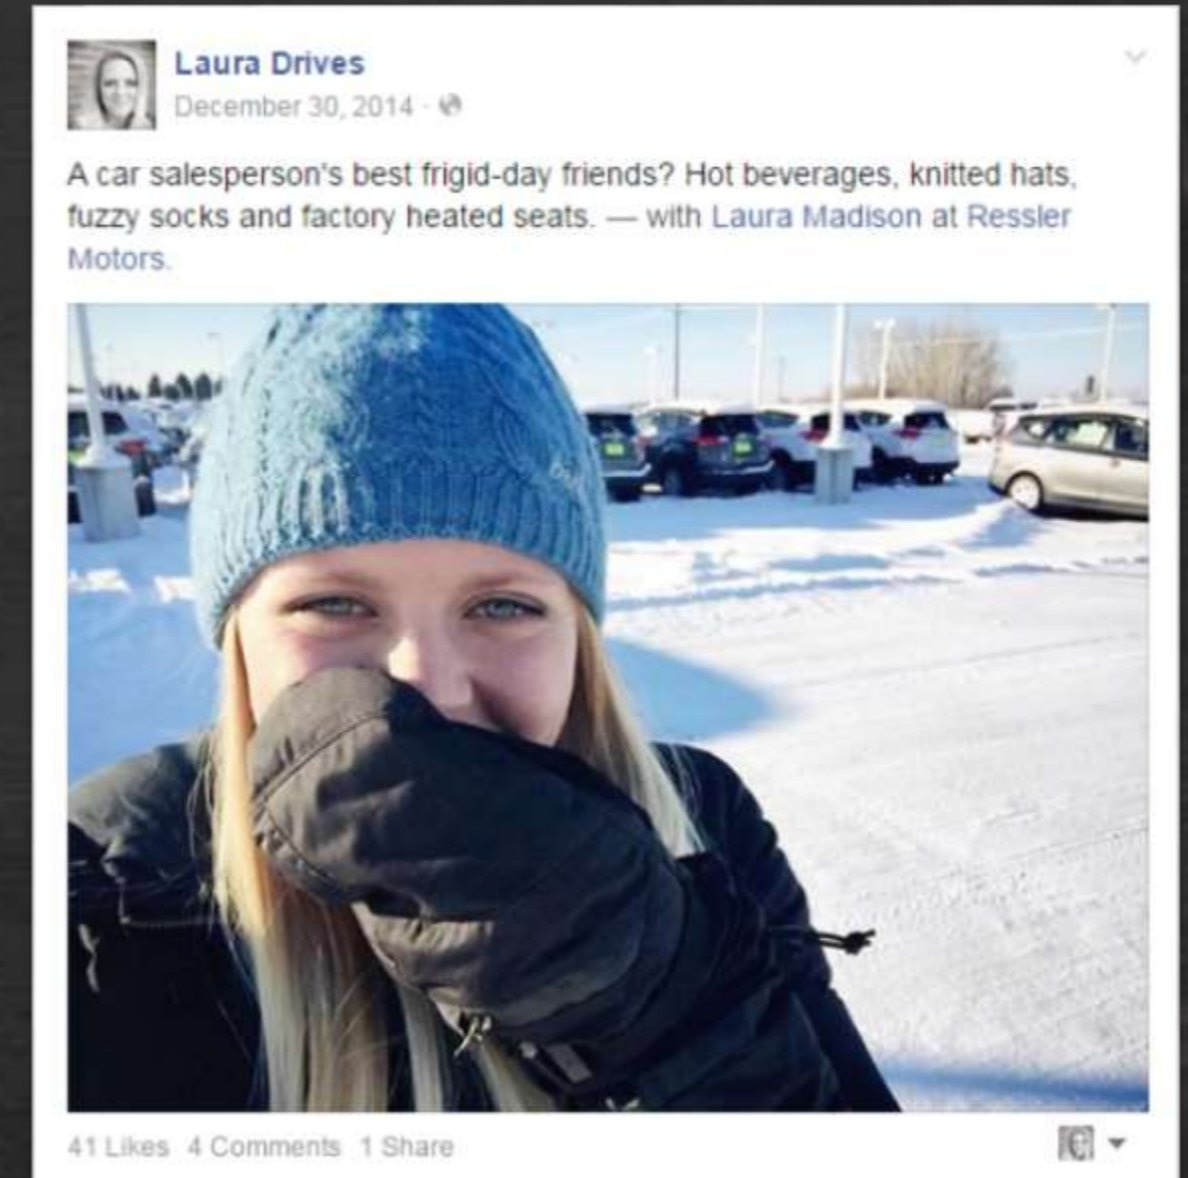 Laura Drives
December 30, 2014 ·
A car salesperson's best frigid-day friends? Hot beverages, knitted hats,
fuzzy socks and factory heated seats. — with Laura Madison at Ressler
Motors.
41 Likes 4 Comments 1 Share